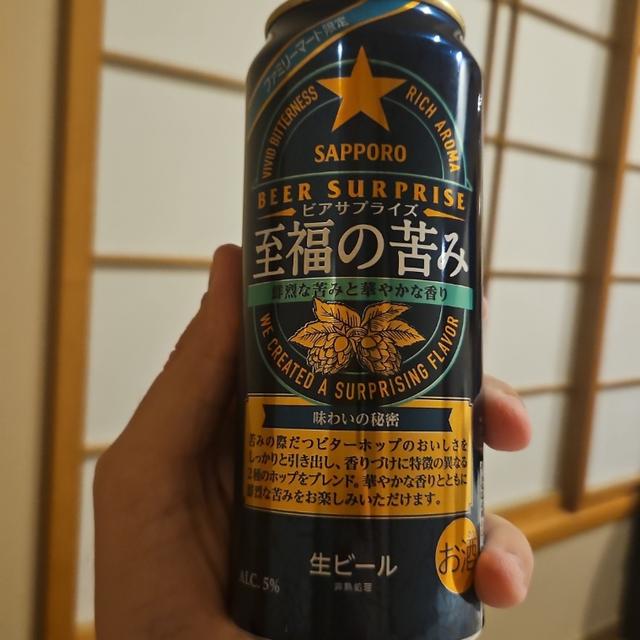 ファミリーマート限定
VIVID BITTERNESS
RICH AROMA
SAPPORO
BEER SURPRISE
ビアサプライズ
至福の苦み
鮮烈な苦みと華やかな香り
WE CREATED A SURPRISING FLAVOR
味わいの秘密
苦みの際だつビターホップのおいしさを
しっかりと引き出し、香りづけに特徴の異なる
2種のホップをブレンド。華やかな香りとともに
鮮烈な苦みをお楽しみいただけます。
お酒
生ビール
非熱処理
ALC. 5%